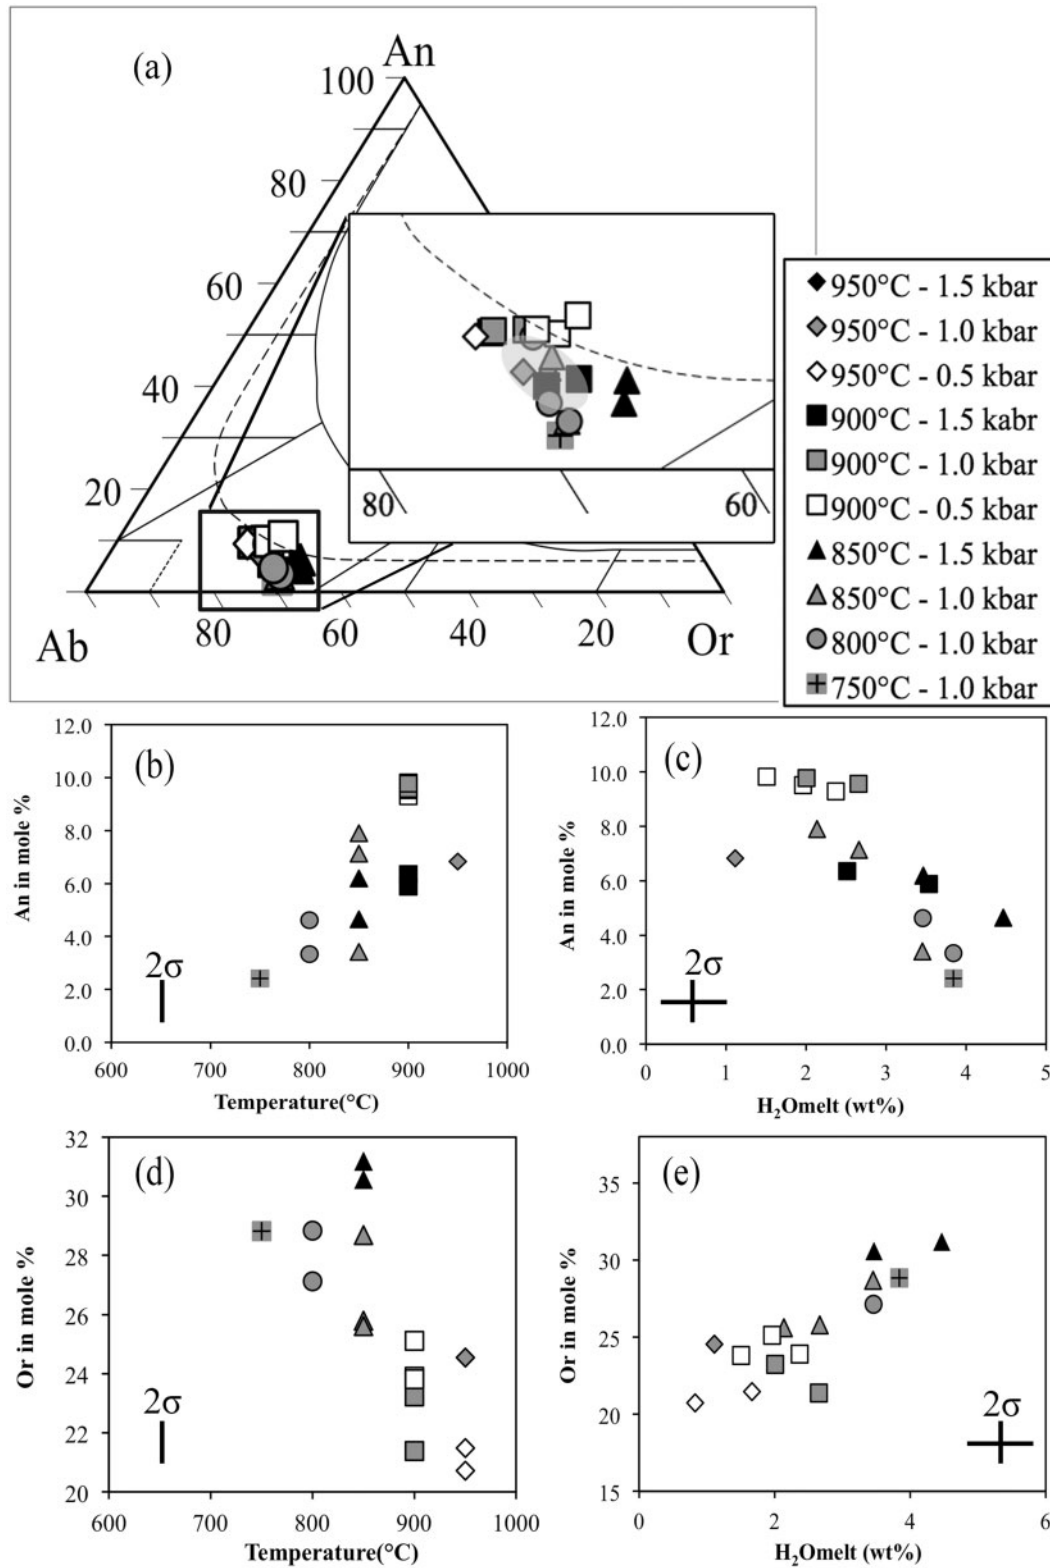 (a)
An
100
80
60
40
20
80
60
Ab
80
60
40
20
Or
950°C - 1.5 kbar
950°C - 1.0 kbar
950°C - 0.5 kbar
900°C - 1.5 kabr
900°C - 1.0 kbar
900°C - 0.5 kbar
850°C - 1.5 kbar
850°C - 1.0 kbar
800°C - 1.0 kbar
750°C - 1.0 kbar
(b)
An in mole %
12.0
10.0
8.0
6.0
4.0
2.0
0.0
2σ
600 700 800 900 1000
Temperature(°C)
(c)
An in mole %
12.0
10.0
8.0
6.0
4.0
2.0
0.0
2σ
0 1 2 3 4 5
H₂Omelt (wt%)
(d)
Or in mole %
32
30
28
26
24
22
20
2σ
600 700 800 900 1000
Temperature(°C)
(e)
Or in mole %
35
30
25
20
15
2σ
0 2 4 6
H₂Omelt (wt%)